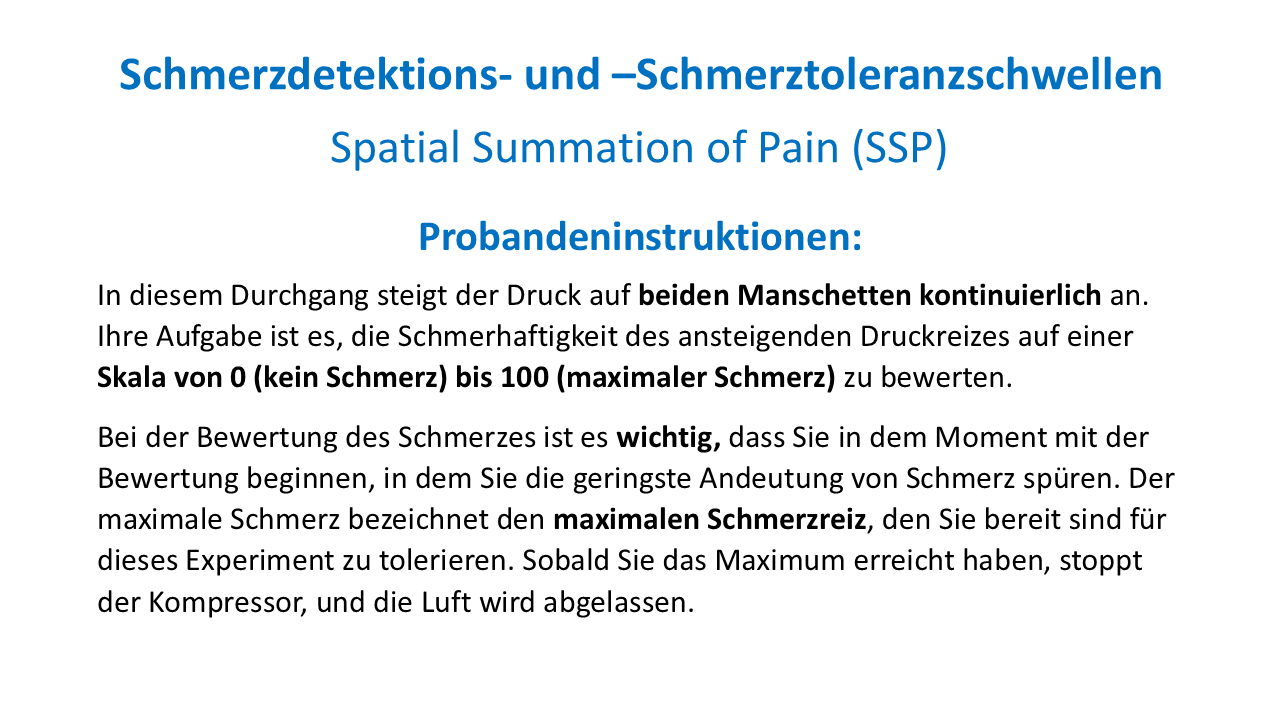 Schmerzdetektions- und –Schmerztoleranzschwellen
Spatial Summation of Pain (SSP)
Probandeninstruktionen:
In diesem Durchgang steigt der Druck auf beiden Manschetten kontinuierlich an.
Ihre Aufgabe ist es, die Schmerhaftigkeit des ansteigenden Druckreizes auf einer
Skala von 0 (kein Schmerz) bis 100 (maximaler Schmerz) zu bewerten.
Bei der Bewertung des Schmerzes ist es wichtig, dass Sie in dem Moment mit der
Bewertung beginnen, in dem Sie die geringste Andeutung von Schmerz spüren. Der
maximale Schmerz bezeichnet den maximalen Schmerzreiz, den Sie bereit sind für
dieses Experiment zu tolerieren. Sobald Sie das Maximum erreicht haben, stoppt
der Kompressor, und die Luft wird abgelassen.